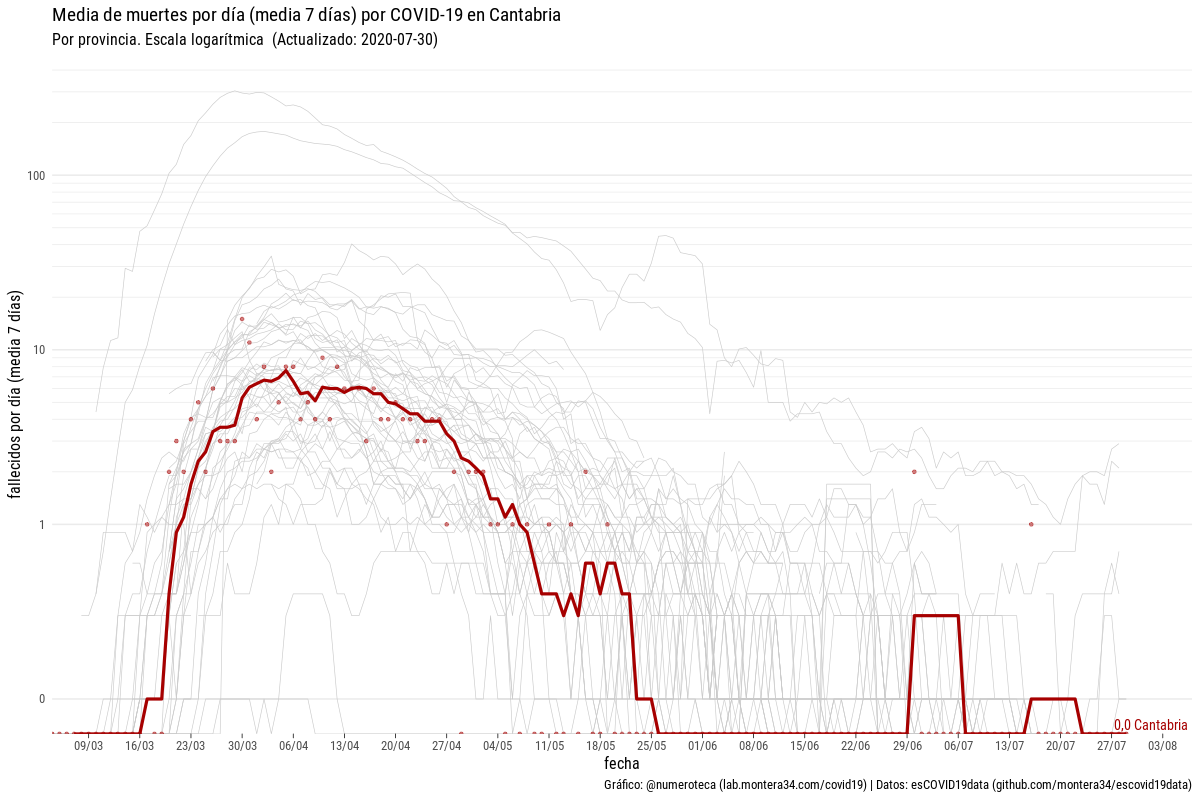 Media de muertes por día (media 7 días) por COVID-19 en Cantabria
Por provincia. Escala logarítmica  (Actualizado: 2020-07-30)
fallecidos por día (media  7 días)
100
10
1
0
0,0 Cantabria
09/03 16/03 23/03 30/03 06/04 13/04 20/04 27/04 04/05 11/05 18/05 25/05 01/06 08/06 15/06 22/06 29/06 06/07 13/07 20/07 27/07 03/08
fecha
Gráfico: @numeroteca (lab.montera34.com/covid19) | Datos: esCOVID19data (github.com/montera34/escovid19data)